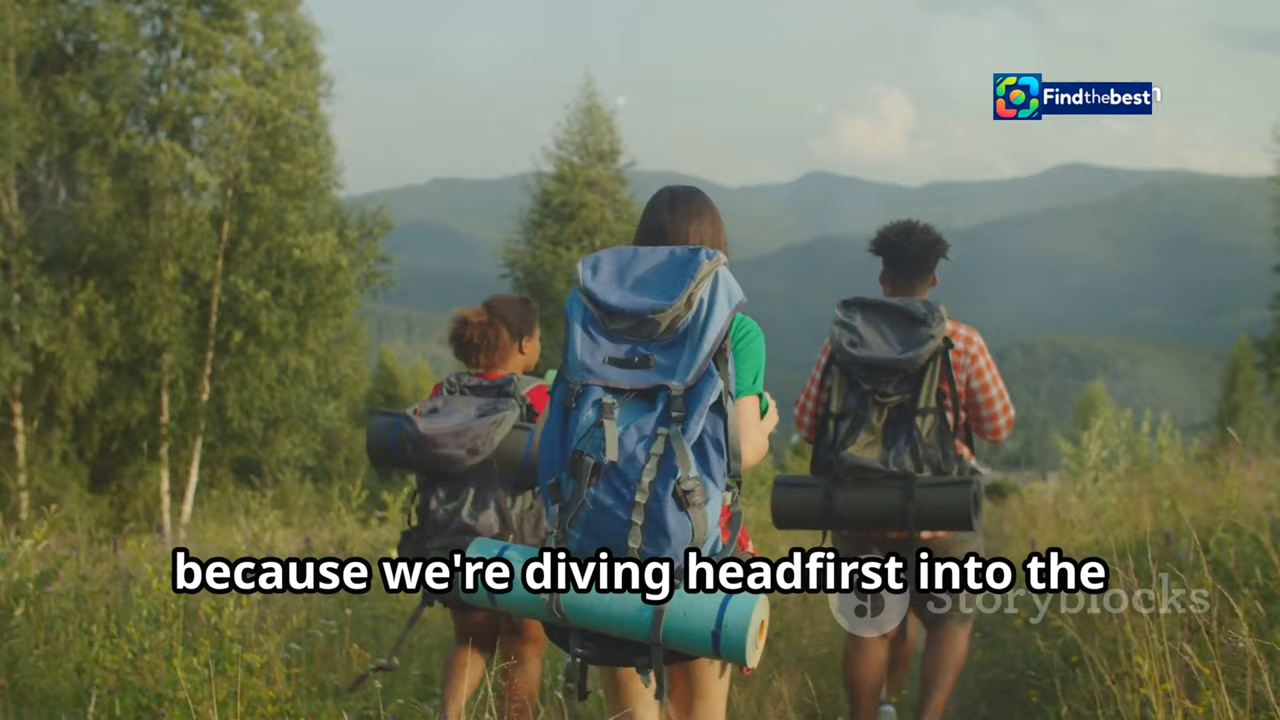 Findthebest
because we're diving headfirst into the
Storyblocks